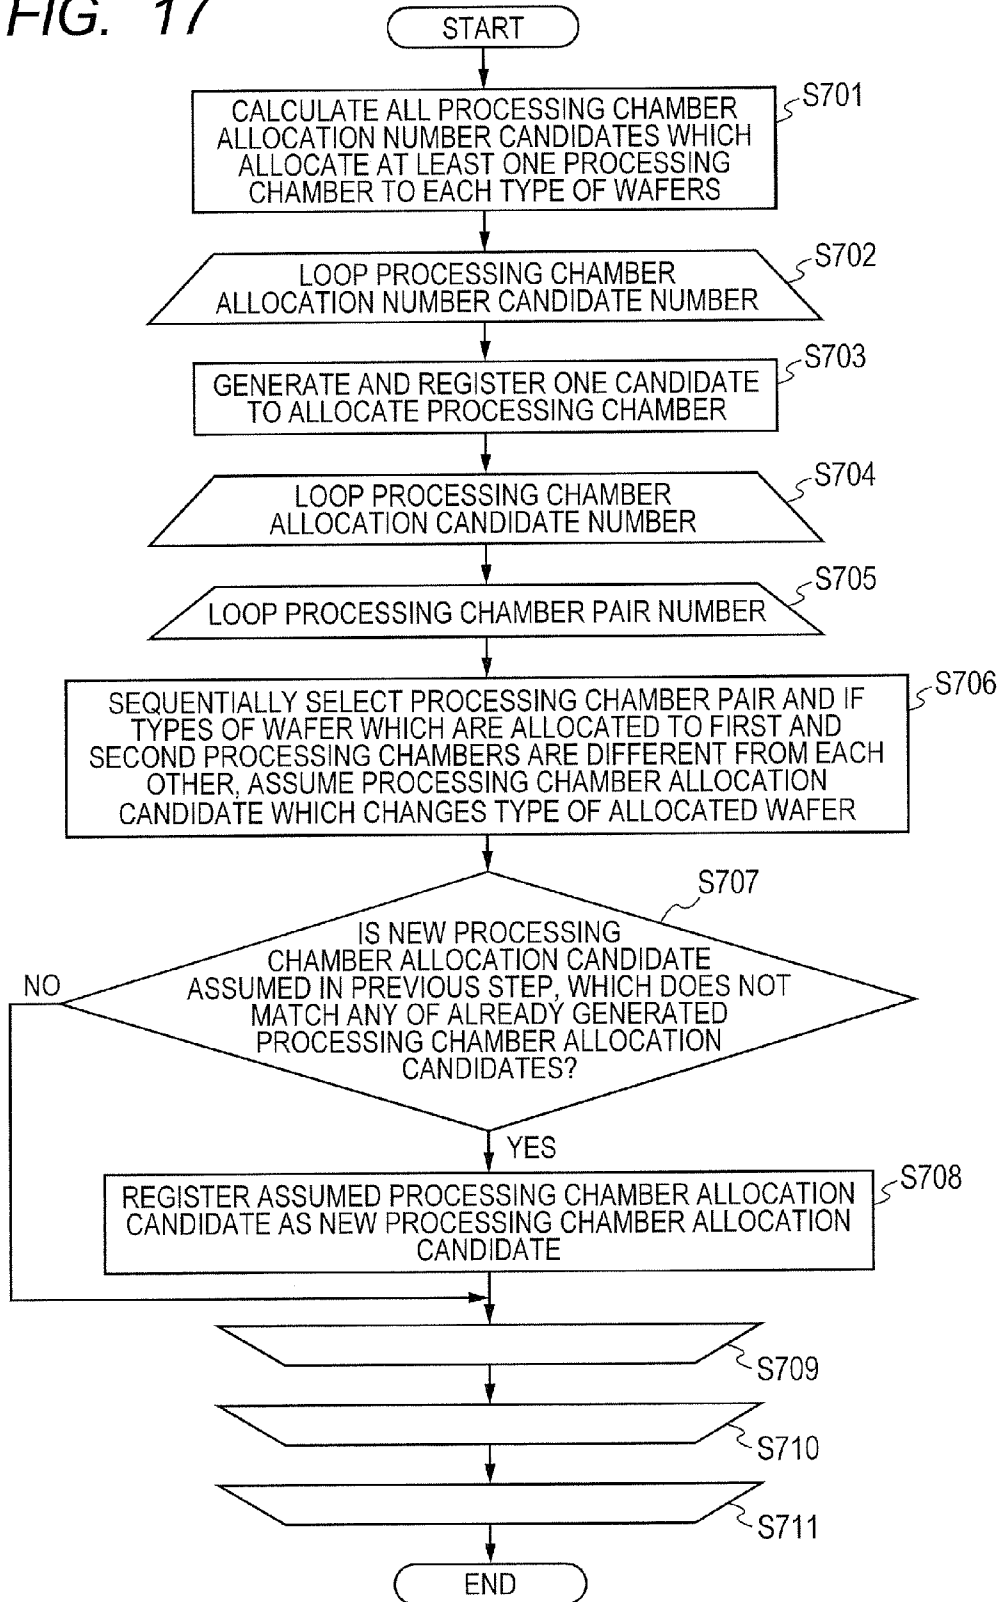 FIG. 17
START
CALCULATE ALL PROCESSING CHAMBER
ALLOCATION NUMBER CANDIDATES WHICH
ALLOCATE AT LEAST ONE PROCESSING
CHAMBER TO EACH TYPE OF WAFERS
S701
LOOP PROCESSING CHAMBER
ALLOCATION NUMBER CANDIDATE NUMBER
S702
GENERATE AND REGISTER ONE CANDIDATE
TO ALLOCATE PROCESSING CHAMBER
S703
LOOP PROCESSING CHAMBER
ALLOCATION CANDIDATE NUMBER
S704
LOOP PROCESSING CHAMBER PAIR NUMBER
S705
SEQUENTIALLY SELECT PROCESSING CHAMBER PAIR AND IF
TYPES OF WAFER WHICH ARE ALLOCATED TO FIRST AND
SECOND PROCESSING CHAMBERS ARE DIFFERENT FROM EACH
OTHER, ASSUME PROCESSING CHAMBER ALLOCATION
CANDIDATE WHICH CHANGES TYPE OF ALLOCATED WAFER
S706
IS NEW PROCESSING
CHAMBER ALLOCATION CANDIDATE
ASSUMED IN PREVIOUS STEP, WHICH DOES NOT
MATCH ANY OF ALREADY GENERATED
PROCESSING CHAMBER ALLOCATION
CANDIDATES?
S707
NO
YES
REGISTER ASSUMED PROCESSING CHAMBER ALLOCATION
CANDIDATE AS NEW PROCESSING CHAMBER ALLOCATION
CANDIDATE
S708
S709
S710
S711
END